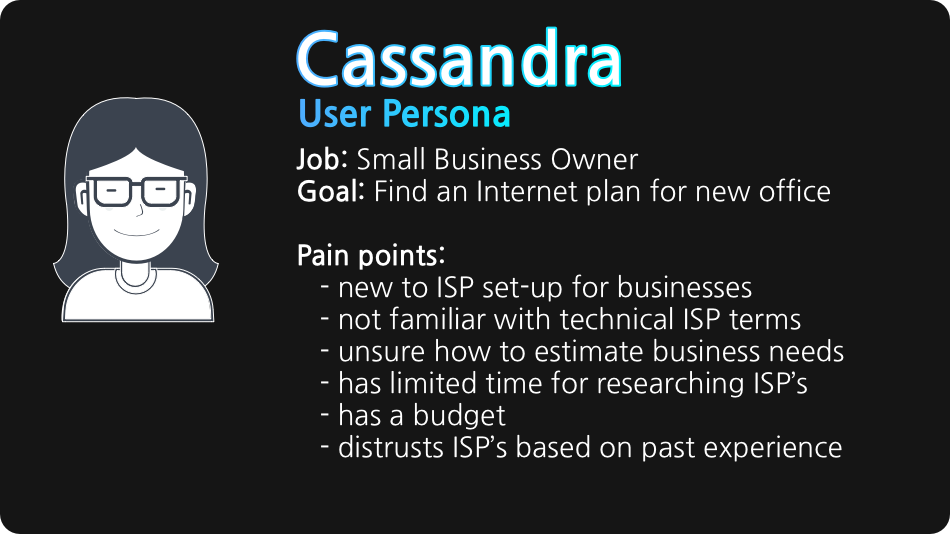 Cassandra
User Persona
Job: Small Business Owner
Goal: Find an Internet plan for new office
Pain points:
- new to ISP set-up for businesses
- not familiar with technical ISP terms
- unsure how to estimate business needs
- has limited time for researching ISP’s
- has a budget
- distrusts ISP’s based on past experience